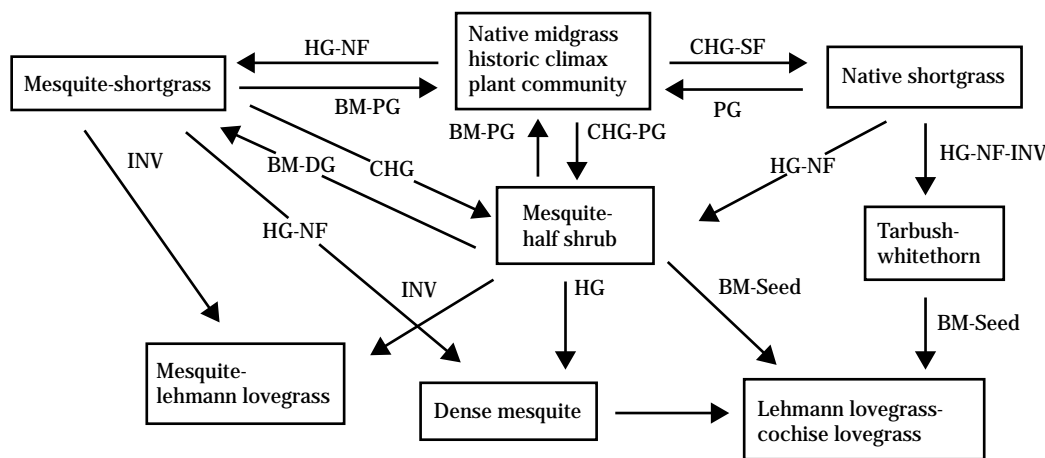 HG-NF
Native midgrass
historic climax
plant community
CHG-SF
Mesquite-shortgrass
Native shortgrass
BM-PG
PG
BM-PG
CHG-PG
INV
BM-DG
CHG
HG-NF
HG-NF-INV
HG-NF
Mesquite-
half shrub
Tarbush-
whitethorn
INV
HG
BM-Seed
BM-Seed
Mesquite-
lehmann lovegrass
Dense mesquite
Lehmann lovegrass-
cochise lovegrass